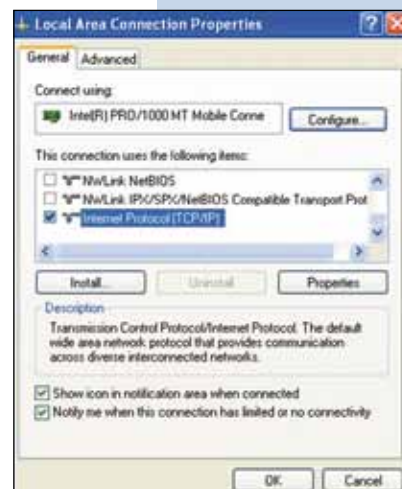 Local Area Connection Properties
General Advanced
Connect using:
Intel(R) PRO/1000 MT Mobile Conne
Configure...
This connection uses the following items:
NWLink NetBIOS
NWLink IPX/SPX/NetBIOS Compatible Transport Prot
Internet Protocol (TCP/IP)
Install... Uninstall Properties
Description
Transmission Control Protocol/Internet Protocol. The default
wide area network protocol that provides communication
across diverse interconnected networks.
Show icon in notification area when connected
Notify me when this connection has limited or no connectivity
OK Cancel